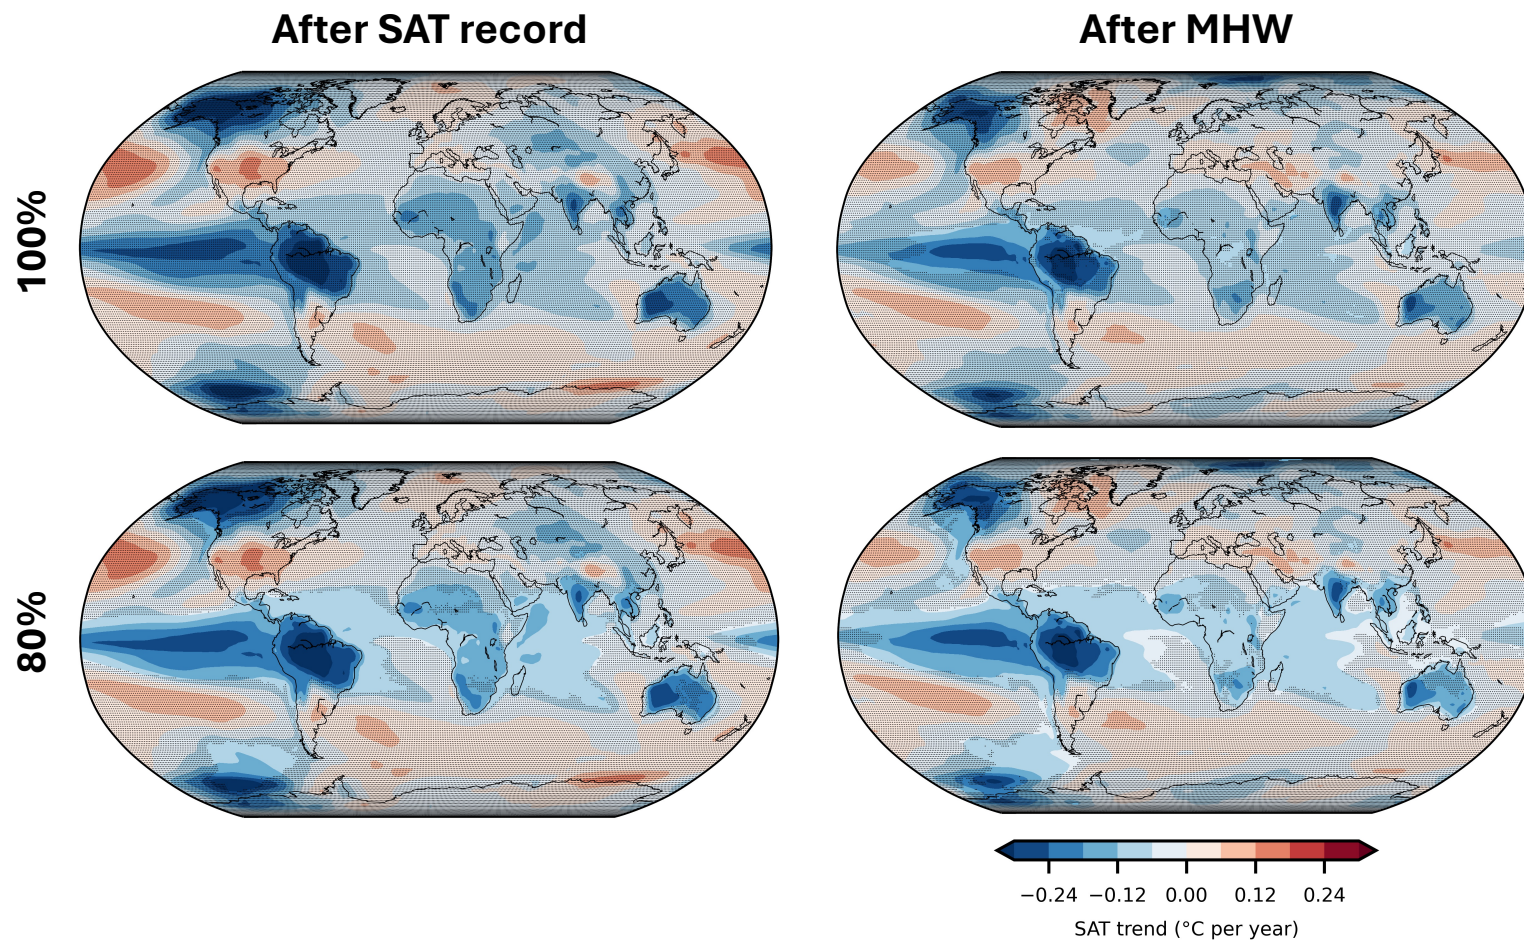 After SAT record
After MHW
100%
80%
−0.24 −0.12 0.00 0.12 0.24
SAT trend (°C per year)